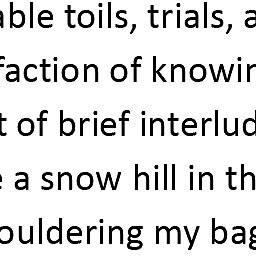 able toils, trials, a
faction of knowin
t of brief interlud
e a snow hill in th
ouldering my bag